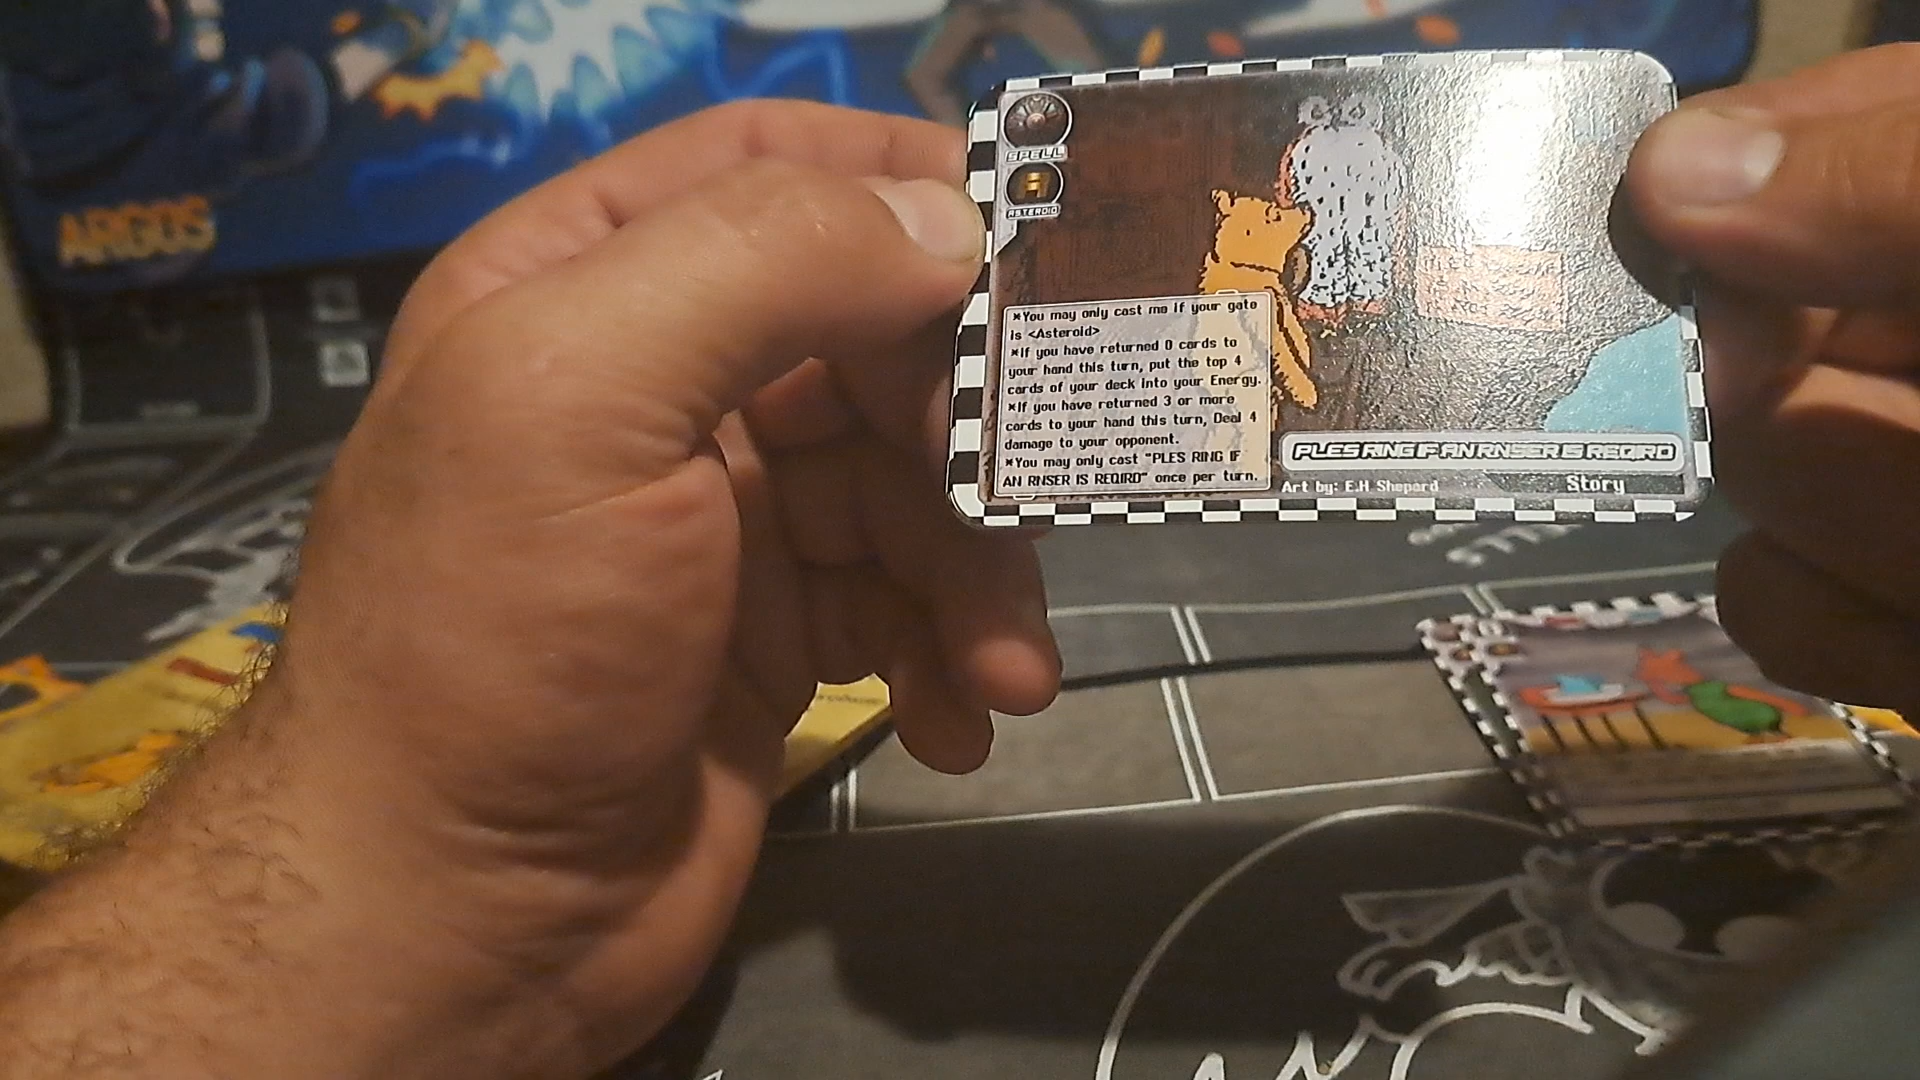 ARGOS
SPELL
ASTEROID
*You may only cast me if your gate
is <Asteroid>
*If you have returned 0 cards to
your hand this turn, put the top 4
cards of your deck into your Energy.
*If you have returned 3 or more
cards to your hand this turn, Deal 4
damage to your opponent.
*You may only cast "PLES RING IF
AN RNSER IS REQIRD" once per turn.
PLES RING IF AN RNSER IS REQIRD
Art by: E.H Shepard
Story